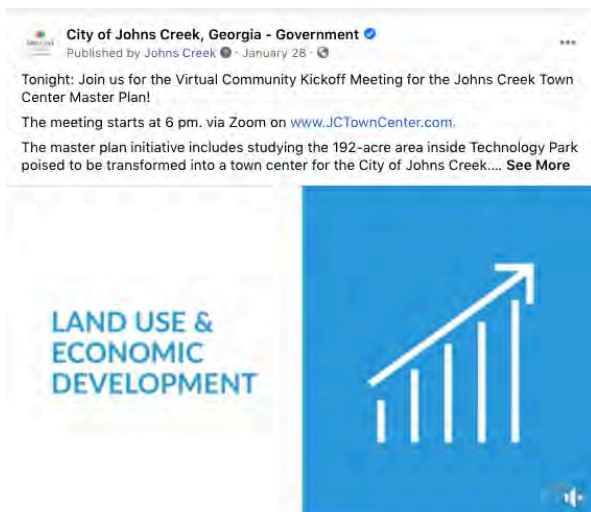 City of Johns Creek, Georgia - Government
Published by Johns Creek · January 28 ·
Tonight: Join us for the Virtual Community Kickoff Meeting for the Johns Creek Town
Center Master Plan!
The meeting starts at 6 pm. via Zoom on www.JCTownCenter.com.
The master plan initiative includes studying the 192-acre area inside Technology Park
poised to be transformed into a town center for the City of Johns Creek.... See More
LAND USE &
ECONOMIC
DEVELOPMENT